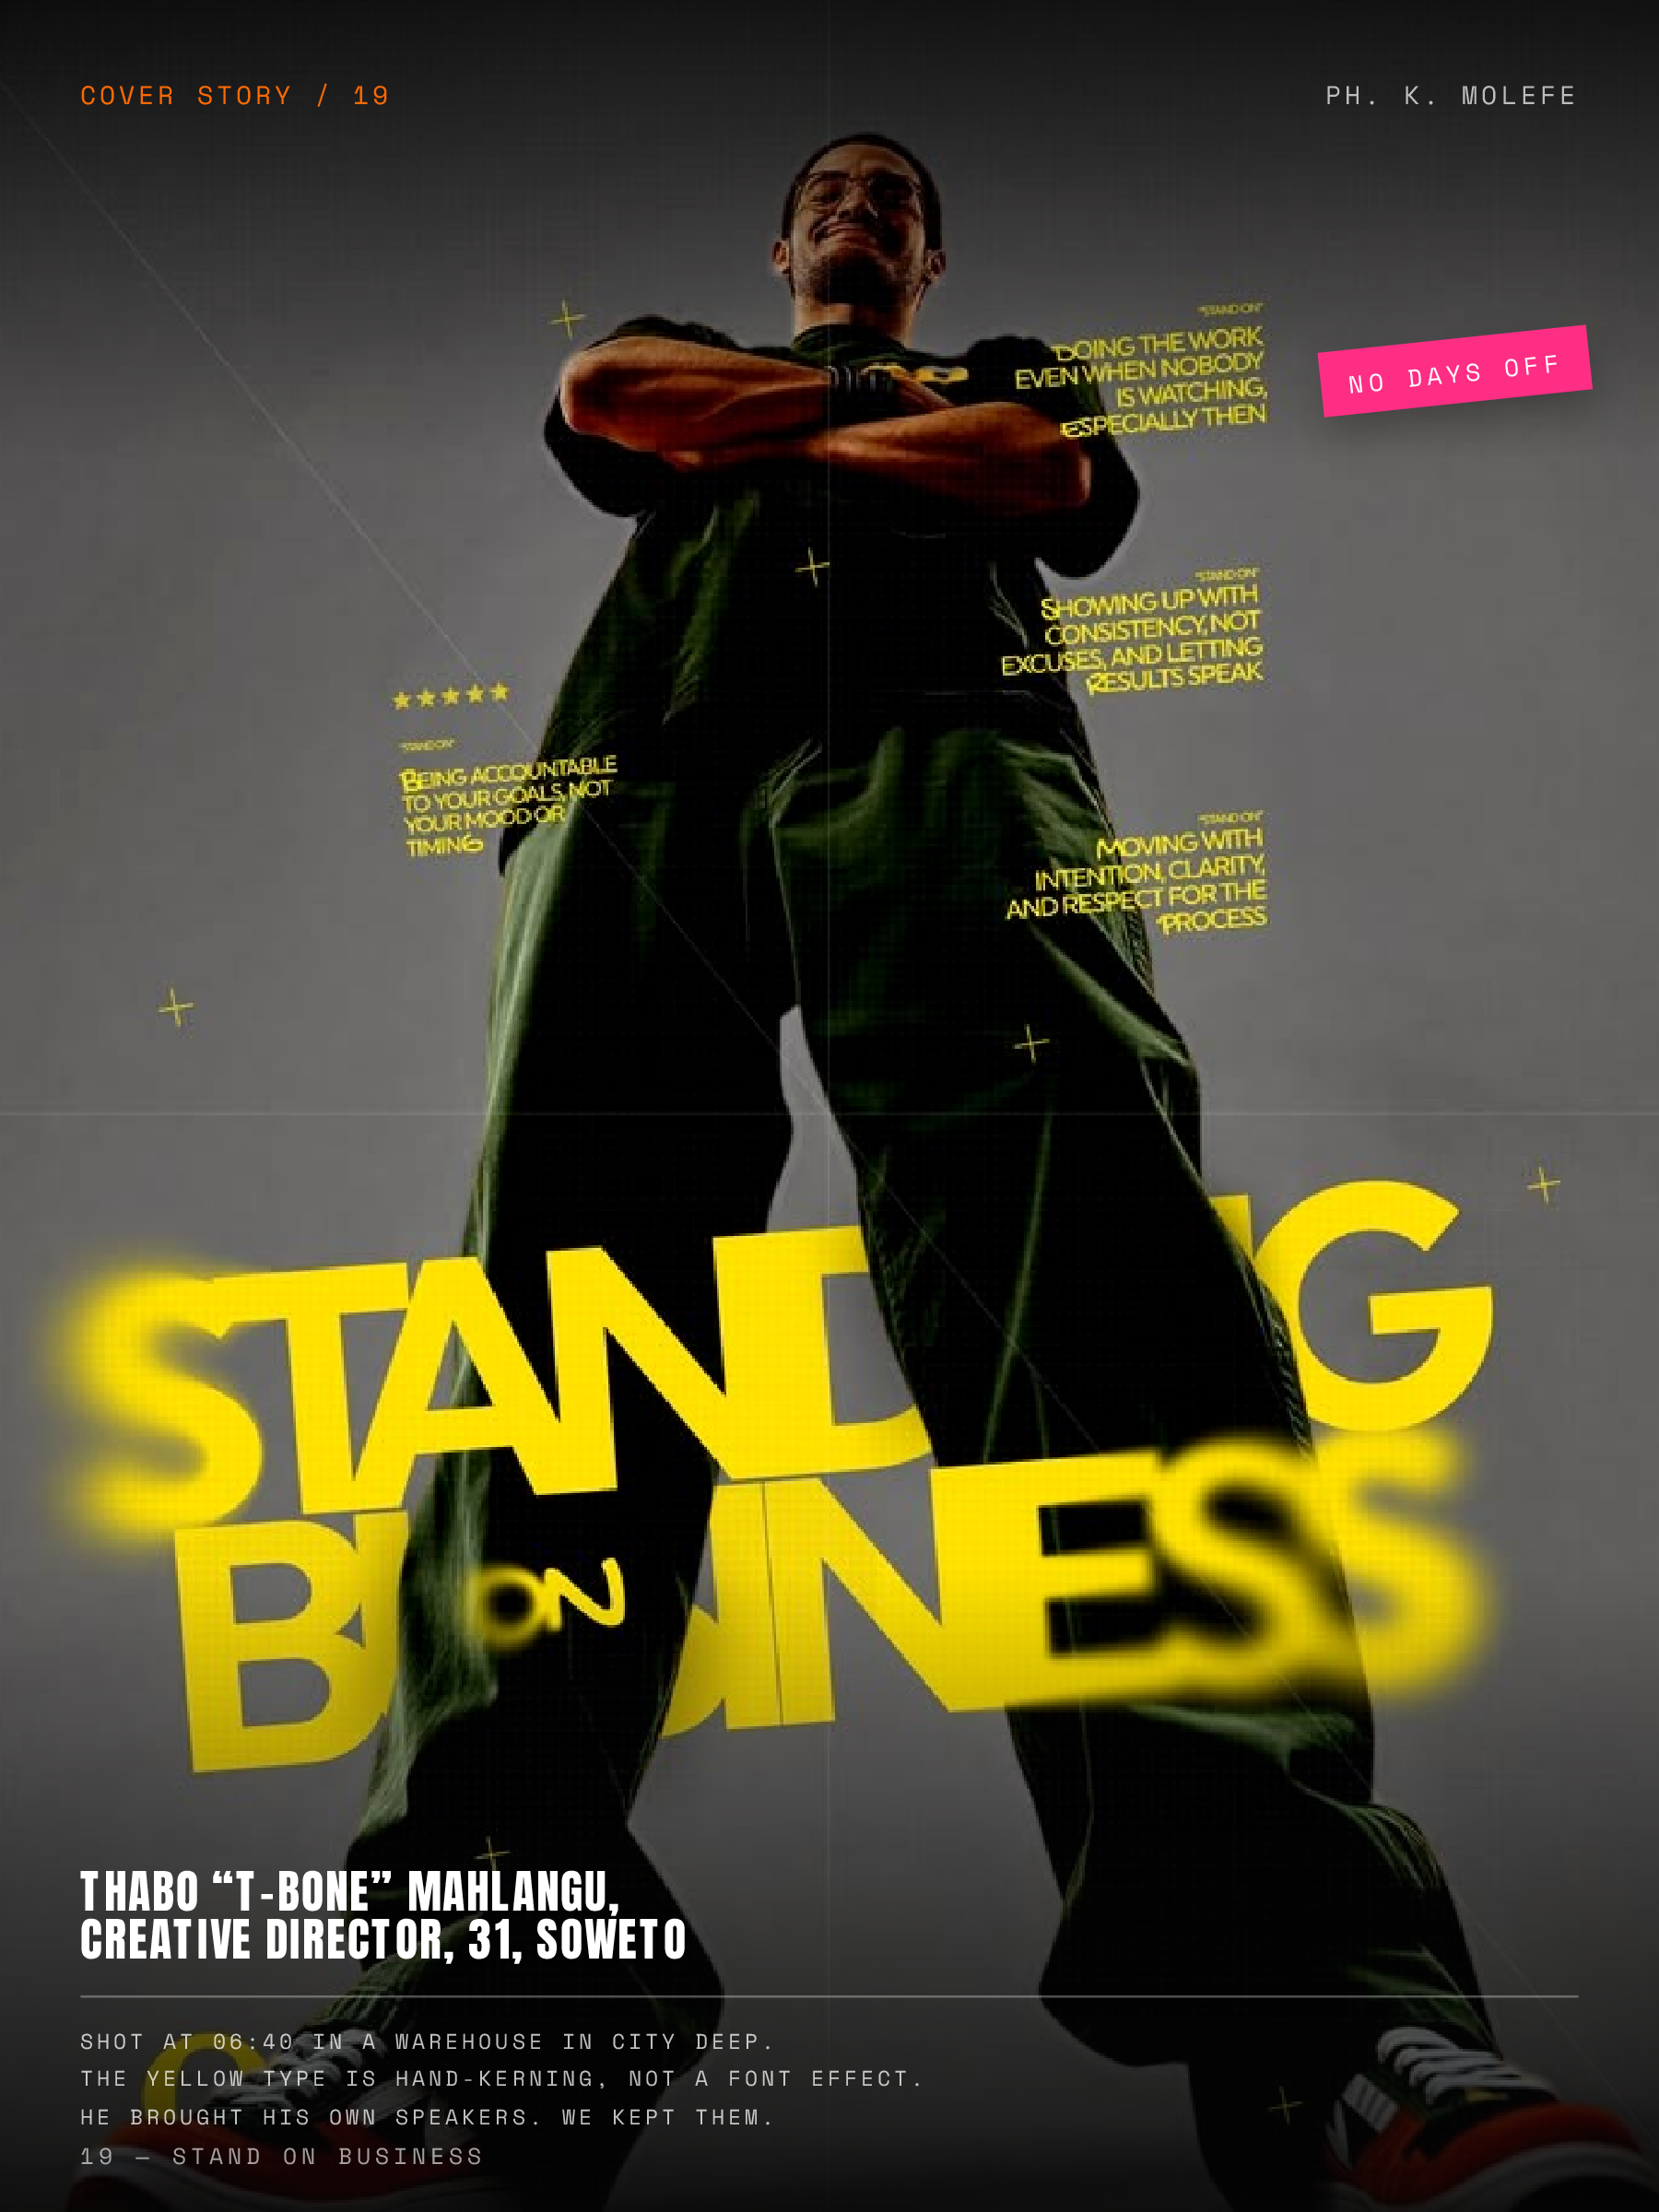 COVER STORY / 19
PH. K. MOLEFE
"STAND ON"
DOING THE WORK
EVEN WHEN NOBODY
IS WATCHING,
ESPECIALLY THEN
NO DAYS OFF
"STAND ON"
SHOWING UP WITH
CONSISTENCY, NOT
EXCUSES, AND LETTING
RESULTS SPEAK
★★★★★
"STAND ON"
BEING ACCOUNTABLE
TO YOUR GOALS, NOT
YOUR MOOD OR
TIMING
"STAND ON"
MOVING WITH
INTENTION, CLARITY,
AND RESPECT FOR THE
PROCESS
STANDING
ON
BUSINESS
THABO “T-BONE” MAHLANGU,
CREATIVE DIRECTOR, 31, SOWETO
SHOT AT 06:40 IN A WAREHOUSE IN CITY DEEP.
THE YELLOW TYPE IS HAND-KERNING, NOT A FONT EFFECT.
HE BROUGHT HIS OWN SPEAKERS. WE KEPT THEM.
19 — STAND ON BUSINESS